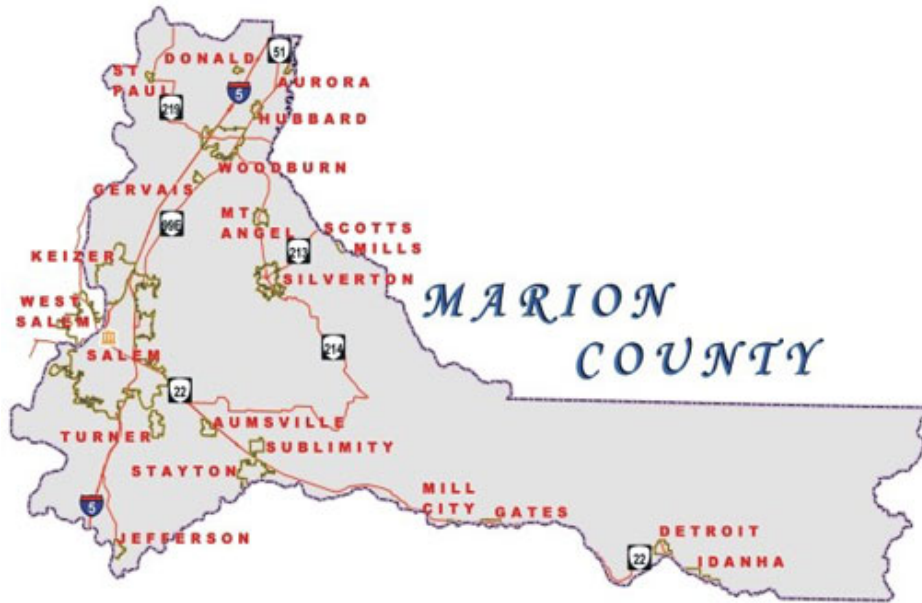 DONALD
51
ST
PAUL
AURORA
5
219
HUBBARD
WOODBURN
GERVAIS
MT
ANGEL
99E
SCOTTS
MILLS
213
KEIZER
SILVERTON
WEST
SALEM
MARION
COUNTY
SALEM
214
22
AUMSVILLE
TURNER
SUBLIMITY
STAYTON
MILL
CITY
GATES
5
JEFFERSON
DETROIT
22
IDANHA